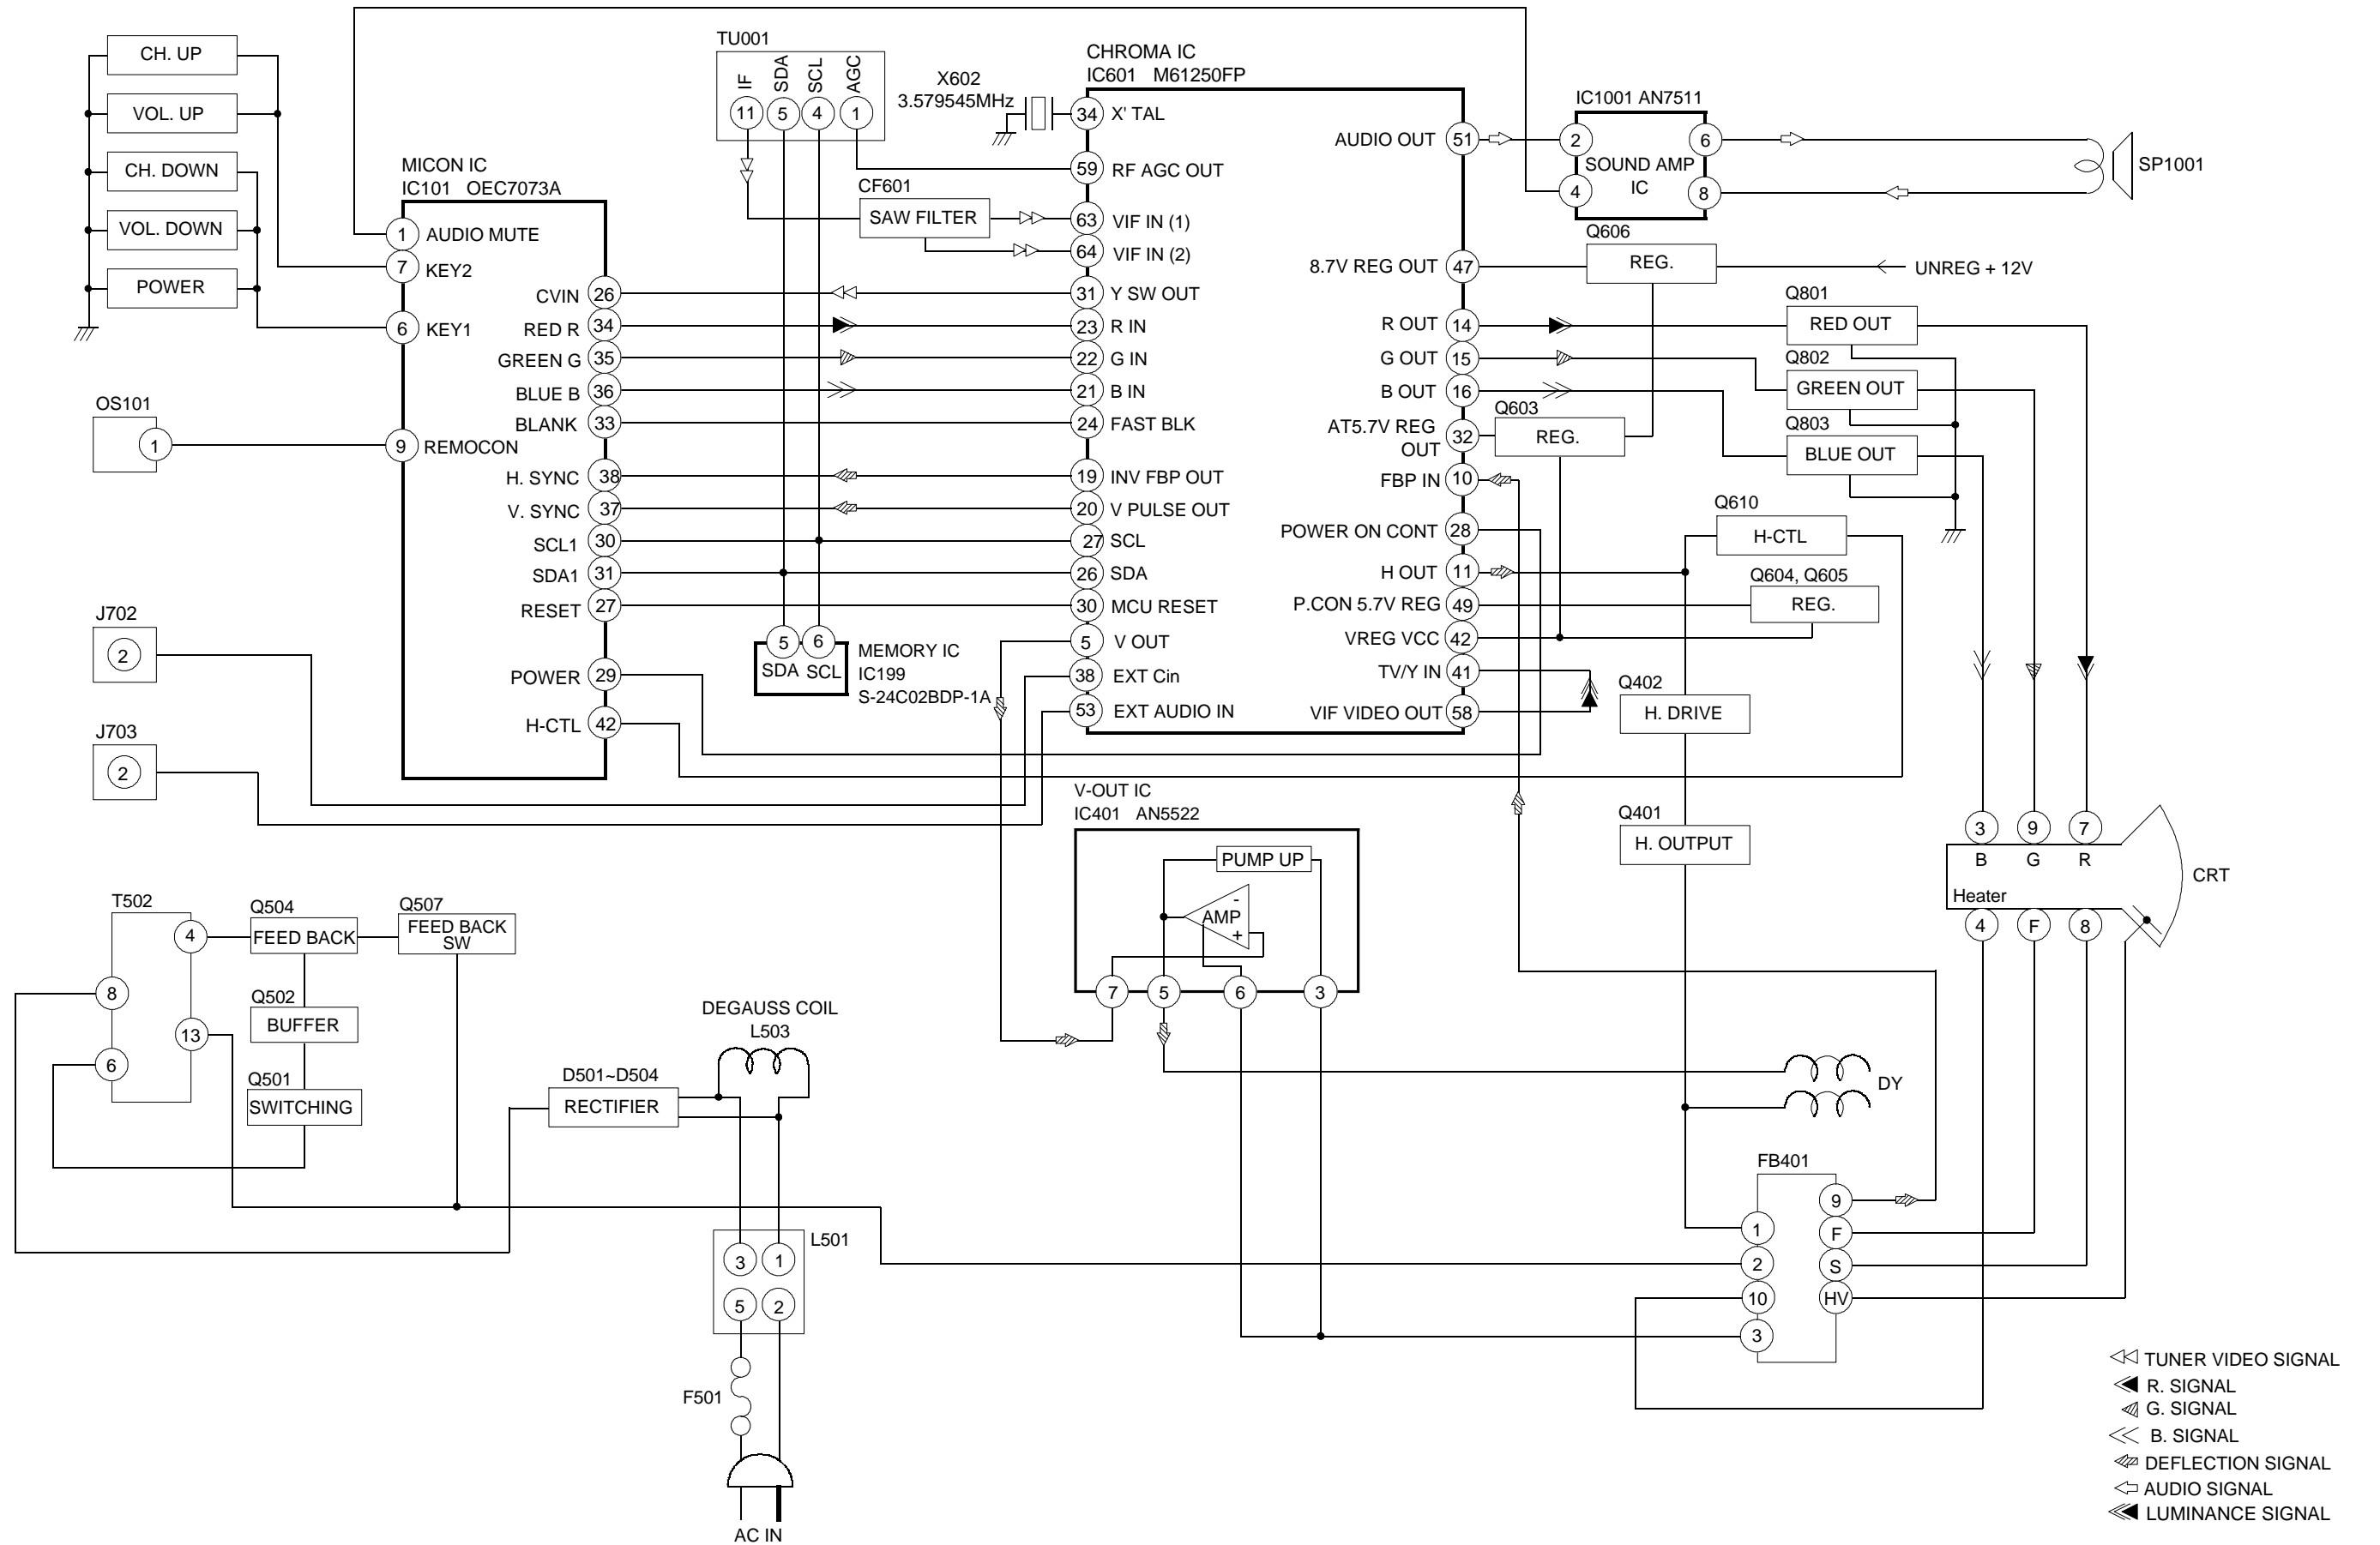 CH. UP
VOL. UP
CH. DOWN
VOL. DOWN
POWER
OS101
1
J702
2
J703
2
MICON IC
IC101 OEC7073A
1 AUDIO MUTE
7 KEY2
6 KEY1
9 REMOCON
CVIN 26
RED R 34
GREEN G 35
BLUE B 36
BLANK 33
H. SYNC 38
V. SYNC 37
SCL1 30
SDA1 31
RESET 27
POWER 29
H-CTL 42
TU001
IF SDA SCL AGC
11 5 4 1
CF601
SAW FILTER
X602
3.579545MHz
5 6
SDA SCL
MEMORY IC
IC199
S-24C02BDP-1A
CHROMA IC
IC601 M61250FP
34 X' TAL
59 RF AGC OUT
63 VIF IN (1)
64 VIF IN (2)
31 Y SW OUT
23 R IN
22 G IN
21 B IN
24 FAST BLK
19 INV FBP OUT
20 V PULSE OUT
27 SCL
26 SDA
30 MCU RESET
5 V OUT
38 EXT Cin
53 EXT AUDIO IN
AUDIO OUT 51
8.7V REG OUT 47
R OUT 14
G OUT 15
B OUT 16
AT5.7V REG
OUT 32
FBP IN 10
POWER ON CONT 28
H OUT 11
P.CON 5.7V REG 49
VREG VCC 42
TV/Y IN 41
VIF VIDEO OUT 58
IC1001 AN7511
2 6
SOUND AMP
IC
4 8
SP1001
Q606
REG.
UNREG + 12V
Q603
REG.
Q801
RED OUT
Q802
GREEN OUT
Q803
BLUE OUT
Q610
H-CTL
Q604, Q605
REG.
Q402
H. DRIVE
Q401
H. OUTPUT
V-OUT IC
IC401 AN5522
PUMP UP
-
AMP
+
7 5 6 3
3 9 7
B G R
Heater
4 F 8
CRT
T502
4
8
13
6
Q504
FEED BACK
Q507
FEED BACK
SW
Q502
BUFFER
Q501
SWITCHING
DEGAUSS COIL
L503
D501~D504
RECTIFIER
L501
3 1
5 2
F501
AC IN
DY
FB401
9
1
F
2
S
10
HV
3
TUNER VIDEO SIGNAL
R. SIGNAL
G. SIGNAL
B. SIGNAL
DEFLECTION SIGNAL
AUDIO SIGNAL
LUMINANCE SIGNAL